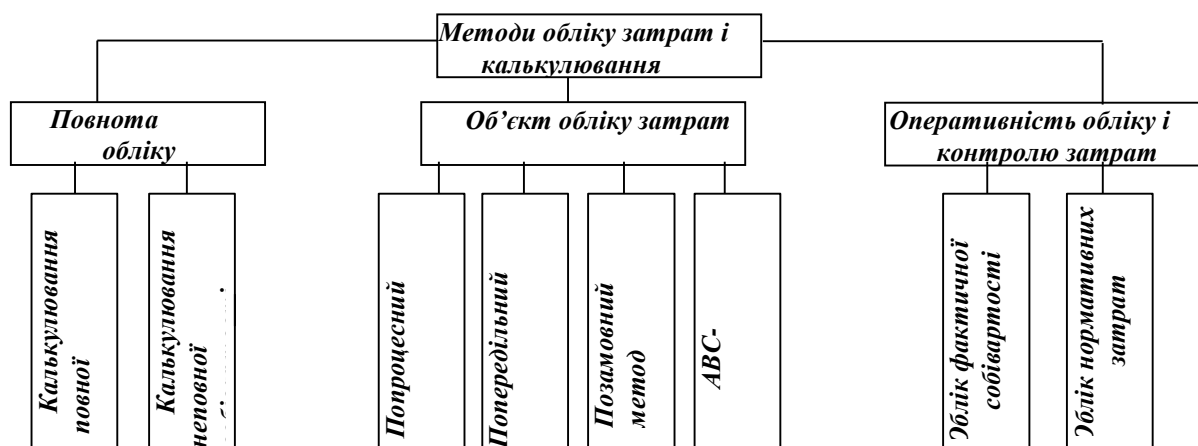 Методи обліку затрат і
калькулювання
Повнота
обліку
Об’єкт обліку затрат
Оперативність обліку і
контролю затрат
Калькулювання
повної
Калькулювання
неповної
Попроцесний
Попередільний
Позамовний
метод
АВС-
Облік фактичної
собівартості
Облік нормативних
затрат